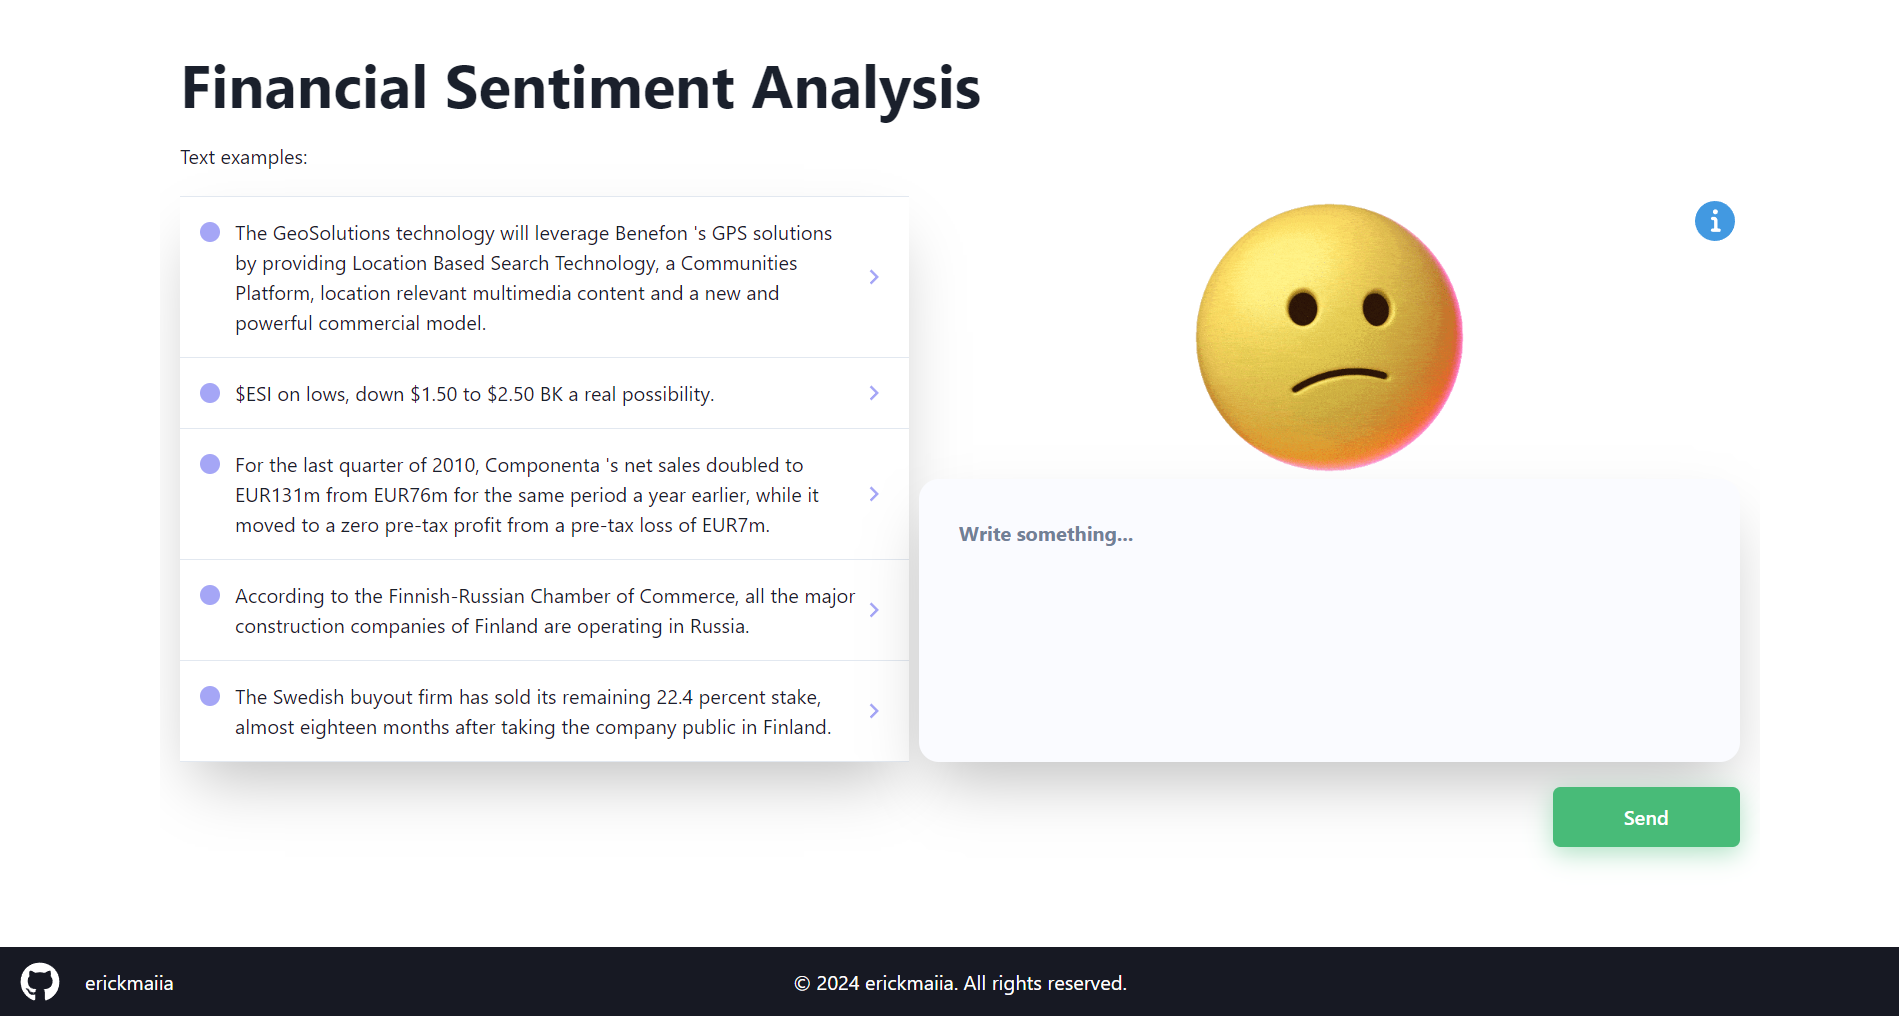 Financial Sentiment Analysis
Text examples:
The GeoSolutions technology will leverage Benefon 's GPS solutions
by providing Location Based Search Technology, a Communities
Platform, location relevant multimedia content and a new and
powerful commercial model.
$ESI on lows, down $1.50 to $2.50 BK a real possibility.
For the last quarter of 2010, Componenta 's net sales doubled to
EUR131m from EUR76m for the same period a year earlier, while it
moved to a zero pre-tax profit from a pre-tax loss of EUR7m.
According to the Finnish-Russian Chamber of Commerce, all the major
construction companies of Finland are operating in Russia.
The Swedish buyout firm has sold its remaining 22.4 percent stake,
almost eighteen months after taking the company public in Finland.
Write something...
Send
erickmaiia
© 2024 erickmaiia. All rights reserved.